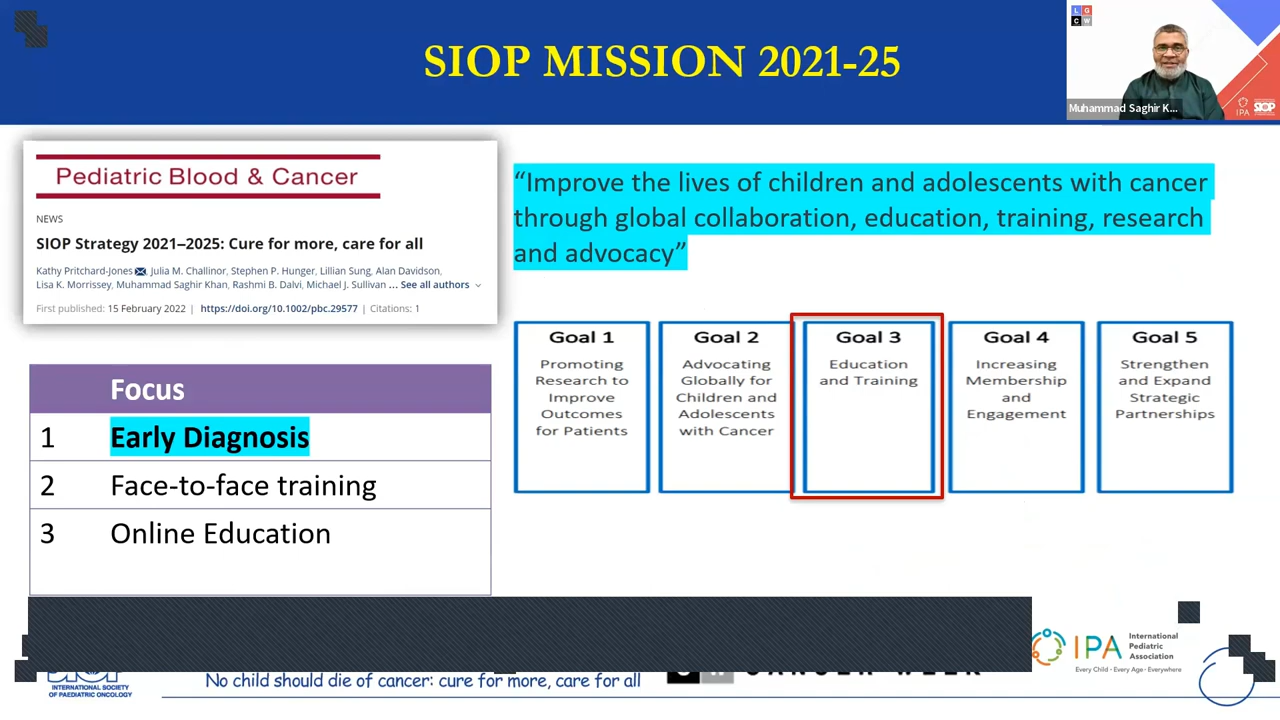 SIOP MISSION 2021-25
L G
C W
Muhammad Saghir K...
IPA SIOP
Pediatric Blood & Cancer
NEWS
SIOP Strategy 2021–2025: Cure for more, care for all
Kathy Pritchard-Jones, Julia M. Challinor, Stephen P. Hunger, Lillian Sung, Alan Davidson,
Lisa K. Morrissey, Muhammad Saghir Khan, Rashmi B. Dalvi, Michael J. Sullivan ... See all authors
First published: 15 February 2022 | https://doi.org/10.1002/pbc.29577 | Citations: 1
“Improve the lives of children and adolescents with cancer
through global collaboration, education, training, research
and advocacy”
Goal 1
Promoting
Research to
Improve
Outcomes
for Patients
Goal 2
Advocating
Globally for
Children and
Adolescents
with Cancer
Goal 3
Education
and Training
Goal 4
Increasing
Membership
and
Engagement
Goal 5
Strengthen
and Expand
Strategic
Partnerships
Focus
1 Early Diagnosis
2 Face-to-face training
3 Online Education
INTERNATIONAL SOCIETY
OF PAEDIATRIC ONCOLOGY
No child should die of cancer: cure for more, care for all
IPA
International
Pediatric
Association
Every Child - Every Age - Everywhere